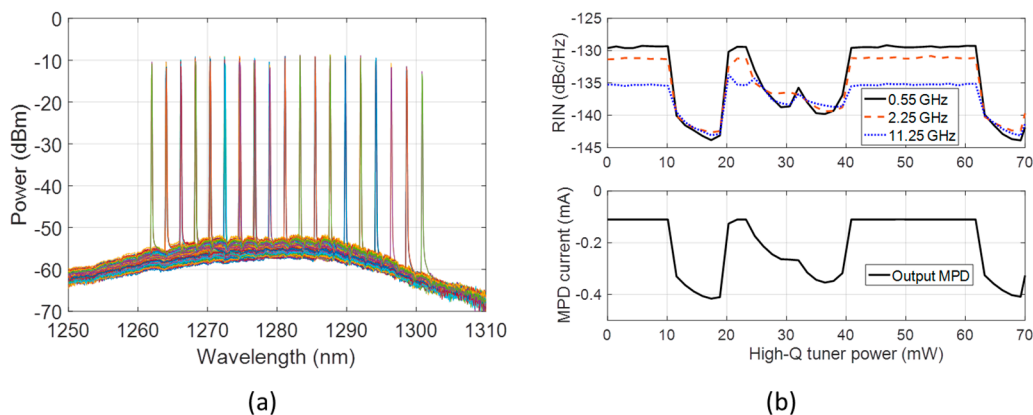 0
-10
-20
-30
-40
-50
-60
-70
Power (dBm)
1250 1260 1270 1280 1290 1300 1310
Wavelength (nm)
(a)
-125
-130
-135
-140
-145
RIN (dBc/Hz)
0.55 GHz
2.25 GHz
11.25 GHz
0 10 20 30 40 50 60 70
0
-0.2
-0.4
MPD current (mA)
Output MPD
0 10 20 30 40 50 60 70
High-Q tuner power (mW)
(b)